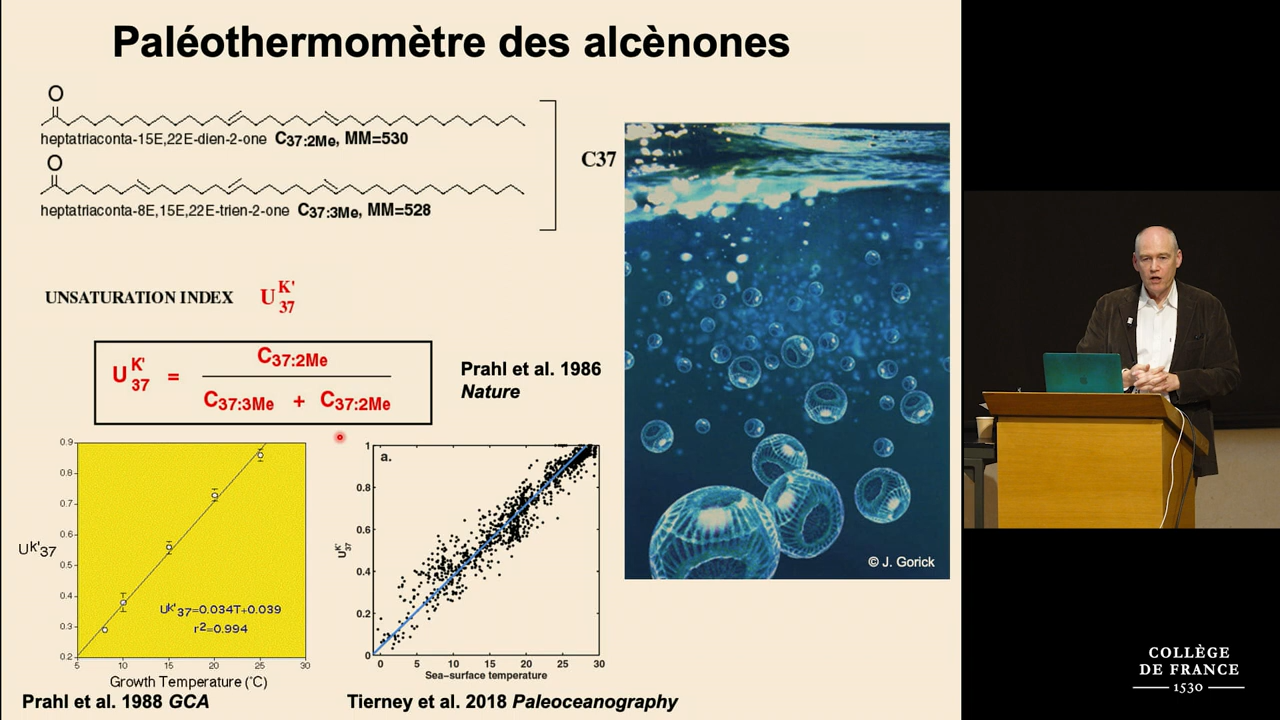 Paléothermomètre des alcènones
O
heptatriaconta-15E,22E-dien-2-one C37:2Me, MM=530
O
heptatriaconta-8E,15E,22E-trien-2-one C37:3Me, MM=528
C37
UNSATURATION INDEX U K' 37
U K' 37 = C37:2Me
C37:3Me + C37:2Me
Prahl et al. 1986
Nature
0.9
0.8
0.7
0.6
0.5
0.4
0.3
0.2
Uk'37
Uk'37=0.034T+0.039
r2=0.994
5 10 15 20 25 30
Growth Temperature (°C)
Prahl et al. 1988 GCA
a.
1
0.8
0.6
0.4
0.2
0
U K' 37
0 5 10 15 20 25 30
Sea-surface temperature
Tierney et al. 2018 Paleoceanography
© J. Gorick
COLLÈGE
DE FRANCE
1530